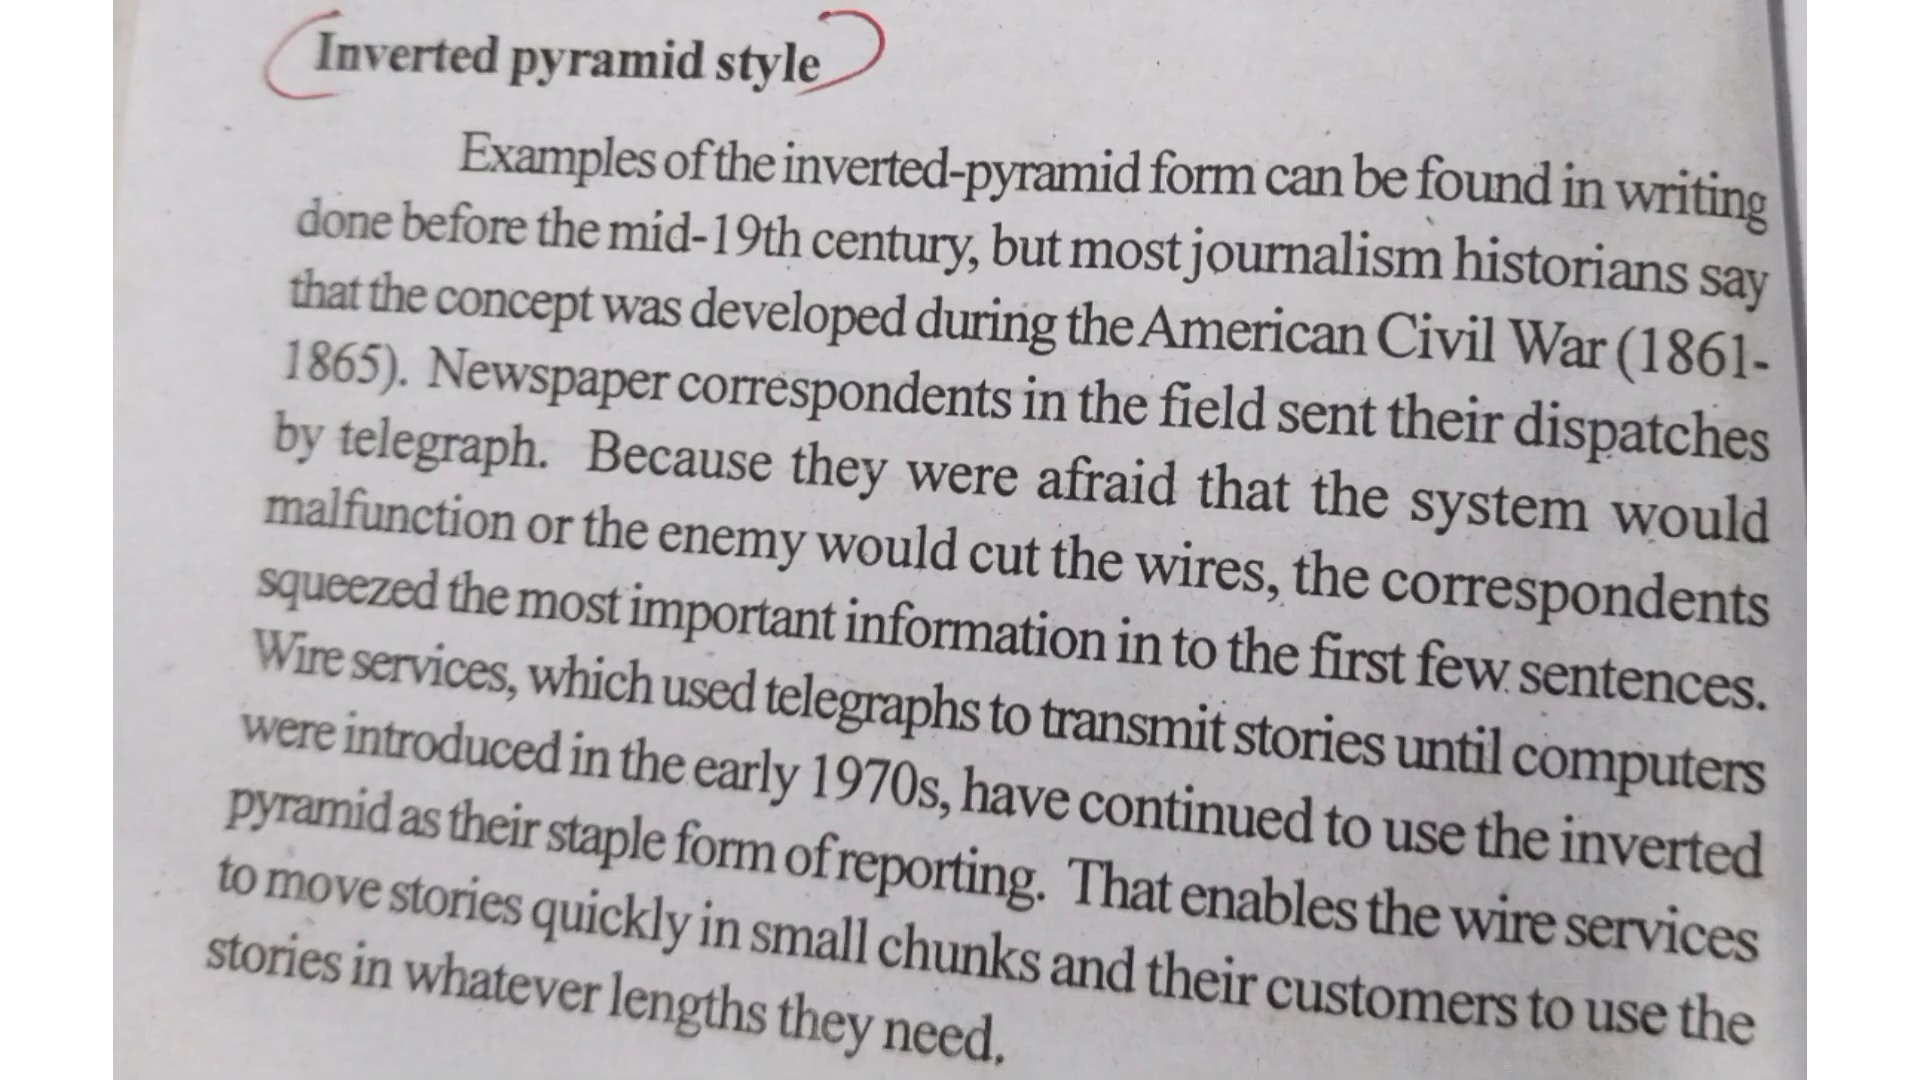 Inverted pyramid style
Examples of the inverted-pyramid form can be found in writing
done before the mid-19th century, but most journalism historians say
that the concept was developed during the American Civil War (1861-
1865). Newspaper correspondents in the field sent their dispatches
by telegraph. Because they were afraid that the system would
malfunction or the enemy would cut the wires, the correspondents
squeezed the most important information in to the first few sentences.
Wire services, which used telegraphs to transmit stories until computers
were introduced in the early 1970s, have continued to use the inverted
pyramid as their staple form of reporting. That enables the wire services
to move stories quickly in small chunks and their customers to use the
stories in whatever lengths they need.